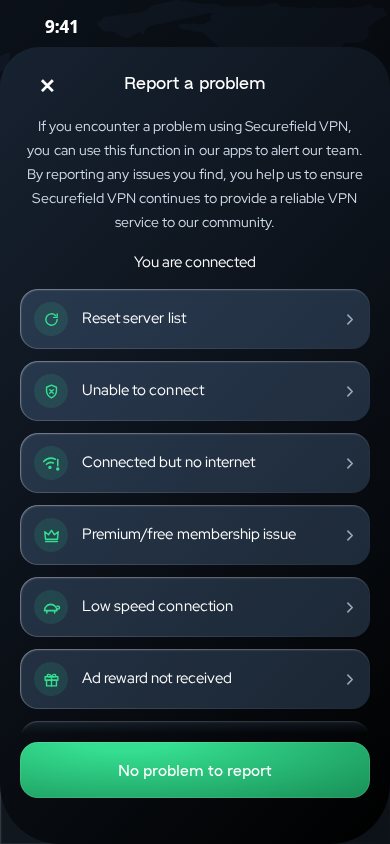 9:41
Report a problem
If you encounter a problem using Securefield VPN,
you can use this function in our apps to alert our team.
By reporting any issues you find, you help us to ensure
Securefield VPN continues to provide a reliable VPN
service to our community.
You are connected
Reset server list
Unable to connect
Connected but no internet
Premium/free membership issue
Low speed connection
Ad reward not received
No problem to report